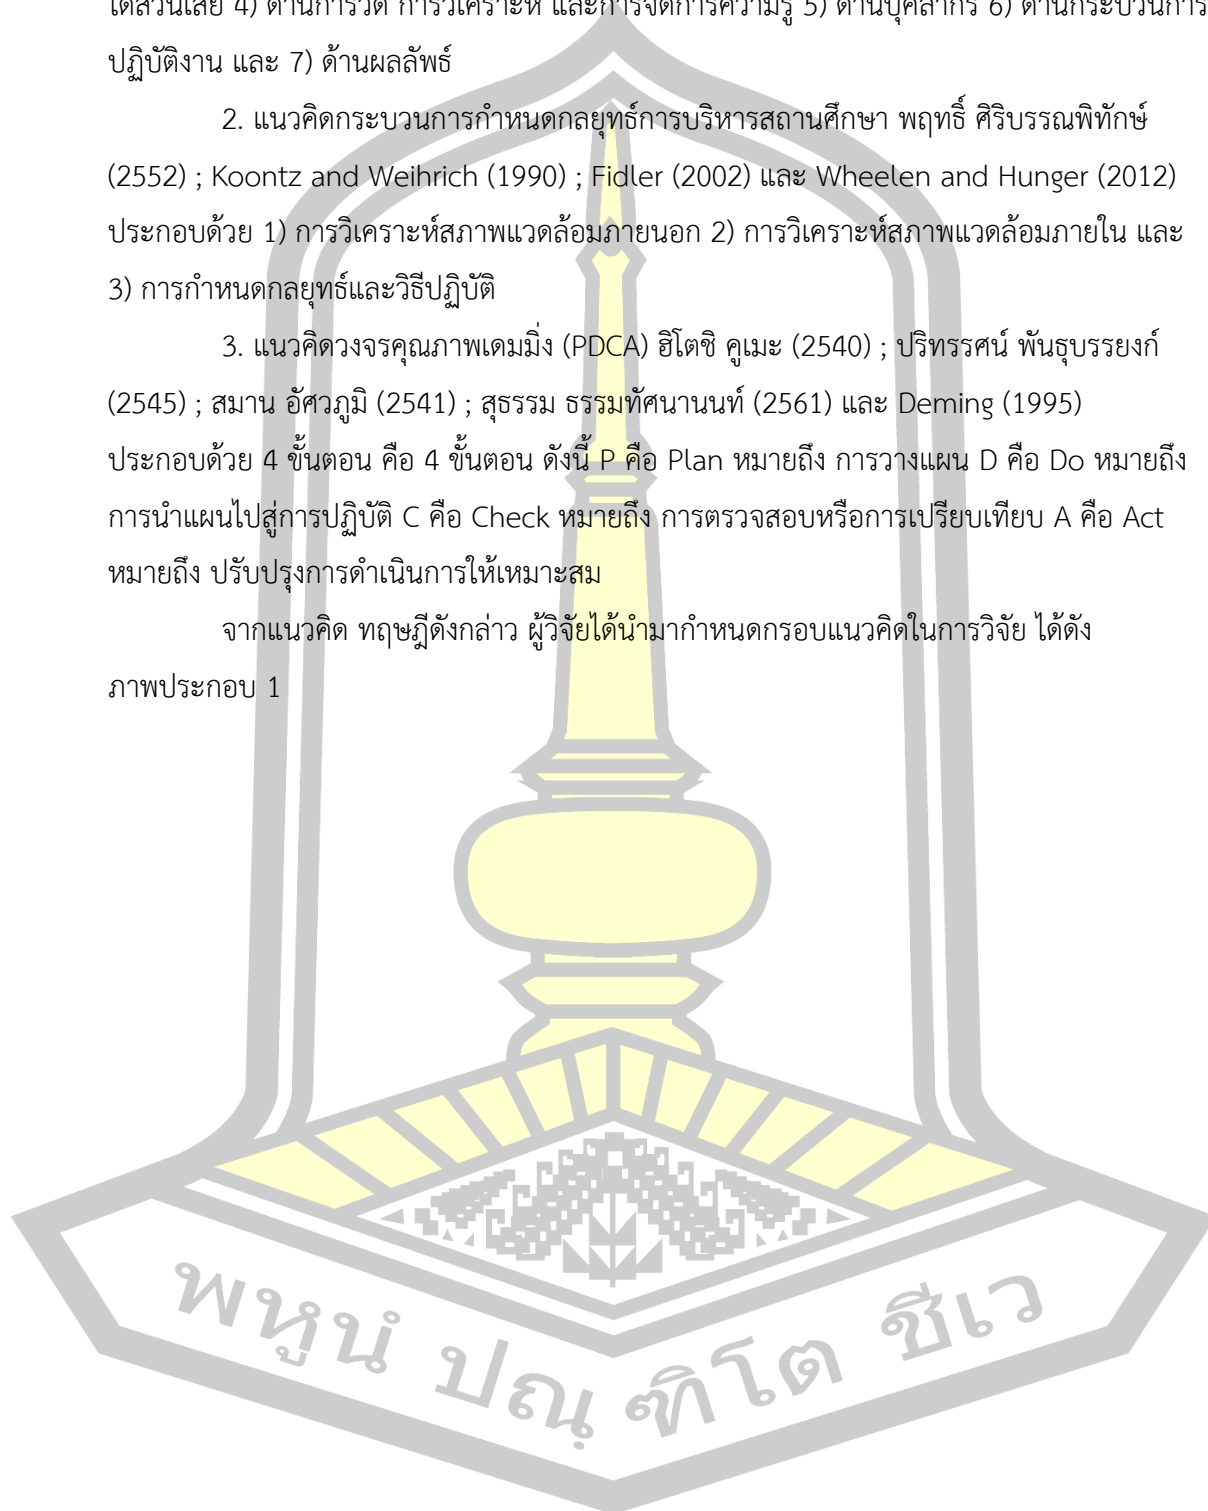 ได้ส่วนเสีย 4) ด้านการวัด การวิเคราะห์ และการจัดการความรู้ 5) ด้านบุคลากร 6) ด้านกระบวนการ
ปฏิบัติงาน และ 7) ด้านผลลัพธ์
2. แนวคิดกระบวนการกำหนดกลยุทธ์การบริหารสถานศึกษา พฤทธิ์ ศิริบรรณพิทักษ์
(2552) ; Koontz and Weihrich (1990) ; Fidler (2002) และ Wheelen and Hunger (2012)
ประกอบด้วย 1) การวิเคราะห์สภาพแวดล้อมภายนอก 2) การวิเคราะห์สภาพแวดล้อมภายใน และ
3) การกำหนดกลยุทธ์และวิธีปฏิบัติ
3. แนวคิดวงจรคุณภาพเดมมิ่ง (PDCA) ฮิโตชิ คูเมะ (2540) ; ปริทรรศน์ พันธุบรรยงก์
(2545) ; สมาน อัศวภูมิ (2541) ; สุธรรม ธรรมทัศนานนท์ (2561) และ Deming (1995)
ประกอบด้วย 4 ขั้นตอน คือ 4 ขั้นตอน ดังนี้ P คือ Plan หมายถึง การวางแผน D คือ Do หมายถึง
การนำแผนไปสู่การปฏิบัติ C คือ Check หมายถึง การตรวจสอบหรือการเปรียบเทียบ A คือ Act
หมายถึง ปรับปรุงการดำเนินการให้เหมาะสม
จากแนวคิด ทฤษฎีดังกล่าว ผู้วิจัยได้นำมากำหนดกรอบแนวคิดในการวิจัย ได้ดัง
ภาพประกอบ 1
พหูนํ ปณฺฑิโต ชีเว